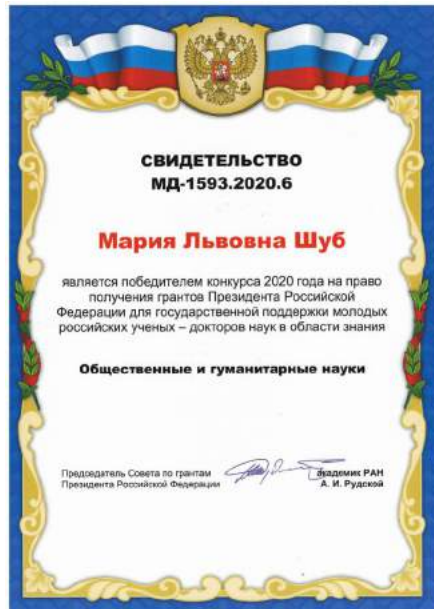 СВИДЕТЕЛЬСТВО
МД-1593.2020.6
Мария Львовна Шуб
является победителем конкурса 2020 года на право
получения грантов Президента Российской
Федерации для государственной поддержки молодых
российских ученых – докторов наук в области знания
Общественные и гуманитарные науки
Председатель Совета по грантам
Президента Российской Федерации
академик РАН
А. И. Рудской